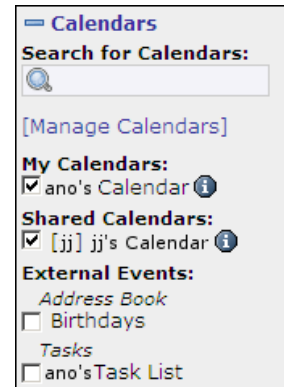 Calendars
Search for Calendars:
[Manage Calendars]
My Calendars:
ano's Calendar
Shared Calendars:
[jj] jj's Calendar
External Events:
Address Book
Birthdays
Tasks
ano's Task List